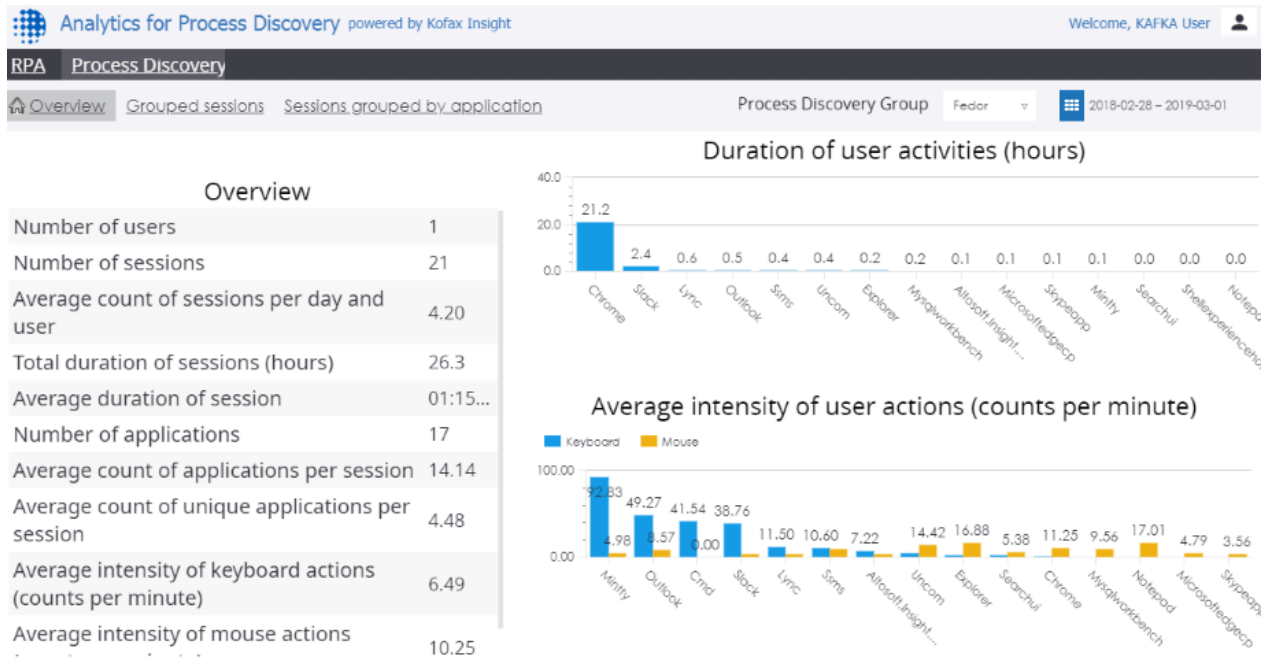 Analytics for Process Discovery powered by Kofax Insight
Welcome, KAFKA User
RPA Process Discovery
Overview Grouped sessions Sessions grouped by application
Process Discovery Group Fedor 2018-02-28 – 2019-03-01
Overview
Number of users 1
Number of sessions 21
Average count of sessions per day and
user 4.20
Total duration of sessions (hours) 26.3
Average duration of session 01:15...
Number of applications 17
Average count of applications per session 14.14
Average count of unique applications per
session 4.48
Average intensity of keyboard actions
(counts per minute) 6.49
Average intensity of mouse actions
10.25
Duration of user activities (hours)
40.0
20.0
0.0
21.2 2.4 0.6 0.5 0.4 0.4 0.2 0.2 0.1 0.1 0.1 0.1 0.0 0.0 0.0
Chrome Slack Lync Outlook Ssms Uncom Explorer Mysqlworkbench Altosoft.Insight.... Microsoftedgecp Skypeapp Mintty Searchui Shellexperienceho Notepa
Average intensity of user actions (counts per minute)
Keyboard Mouse
100.00
0.00
92.83 49.27 41.54 38.76 11.50 10.60 7.22 14.42 16.88 5.38 11.25 9.56 17.01 4.79 3.56
4.98 8.57 0.00
Mintty Outlook Cmd Slack Lync Ssms Altosoft.Insight.... Uncom Explorer Searchui Chrome Mysqlworkbench Notepad Microsoftedgecp Skypeapp